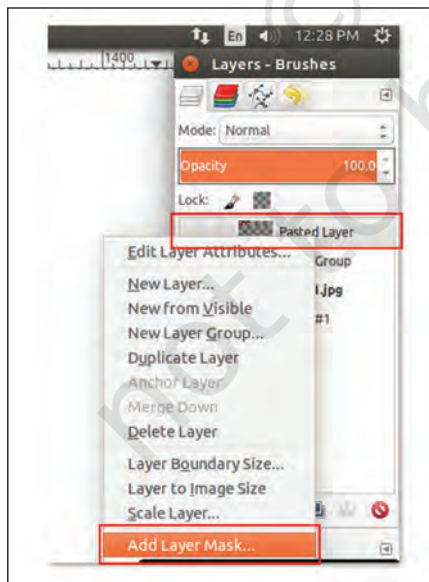 En 12:28 PM
1400
Layers - Brushes
Mode: Normal
Opacity 100.0
Lock:
Pasted Layer
Edit Layer Attributes...
Group
New Layer...
l.jpg
New from Visible
#1
New Layer Group...
Duplicate Layer
Anchor Layer
Merge Down
Delete Layer
Layer Boundary Size...
Layer to Image Size
Scale Layer...
Add Layer Mask...
not to b